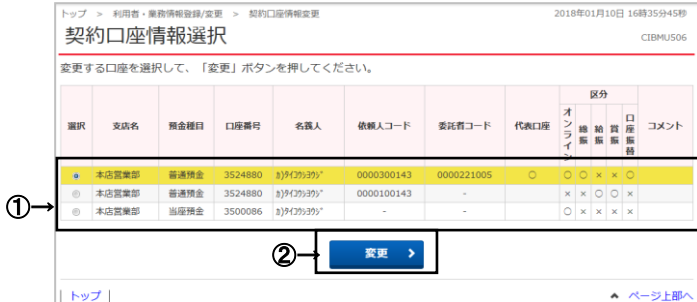 トップ > 利用者・業務情報登録/変更 > 契約口座情報変更 2018年01月10日 16時35分45秒
契約口座情報選択 CIBMU506
変更する口座を選択して、「変更」ボタンを押してください。
区分
選択 支店名 預金種目 口座番号 名義人 依頼人コード 委託者コード 代表口座 オンライン 総振 給振 賞振 口座振替 コメント
本店営業部 普通預金 3524880 カ)ダイコウシヨウジ 0000300143 0000221005 ○ ○ ○ × × ○
本店営業部 普通預金 3524880 カ)ダイコウシヨウジ 0000100143 - × × ○ ○ ×
本店営業部 当座預金 3500086 カ)ダイコウシヨウジ - - ○ × × × ×
①
② 変更
トップ ページ上部へ